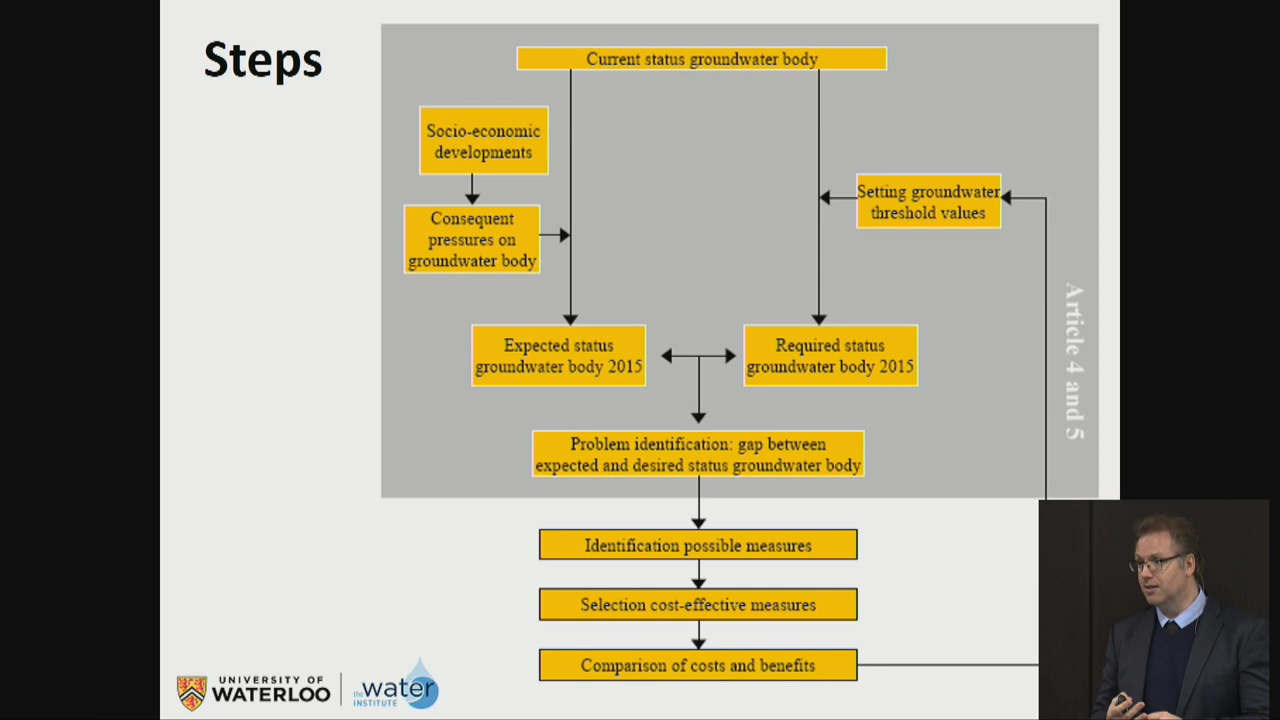 Steps
Current status groundwater body
Socio-economic
developments
Setting groundwater
threshold values
Consequent
pressures on
groundwater body
Article 4 and 5
Expected status
groundwater body 2015
Required status
groundwater body 2015
Problem identification: gap between
expected and desired status groundwater body
Identification possible measures
Selection cost-effective measures
Comparison of costs and benefits
UNIVERSITY OF
WATERLOO
the water
INSTITUTE